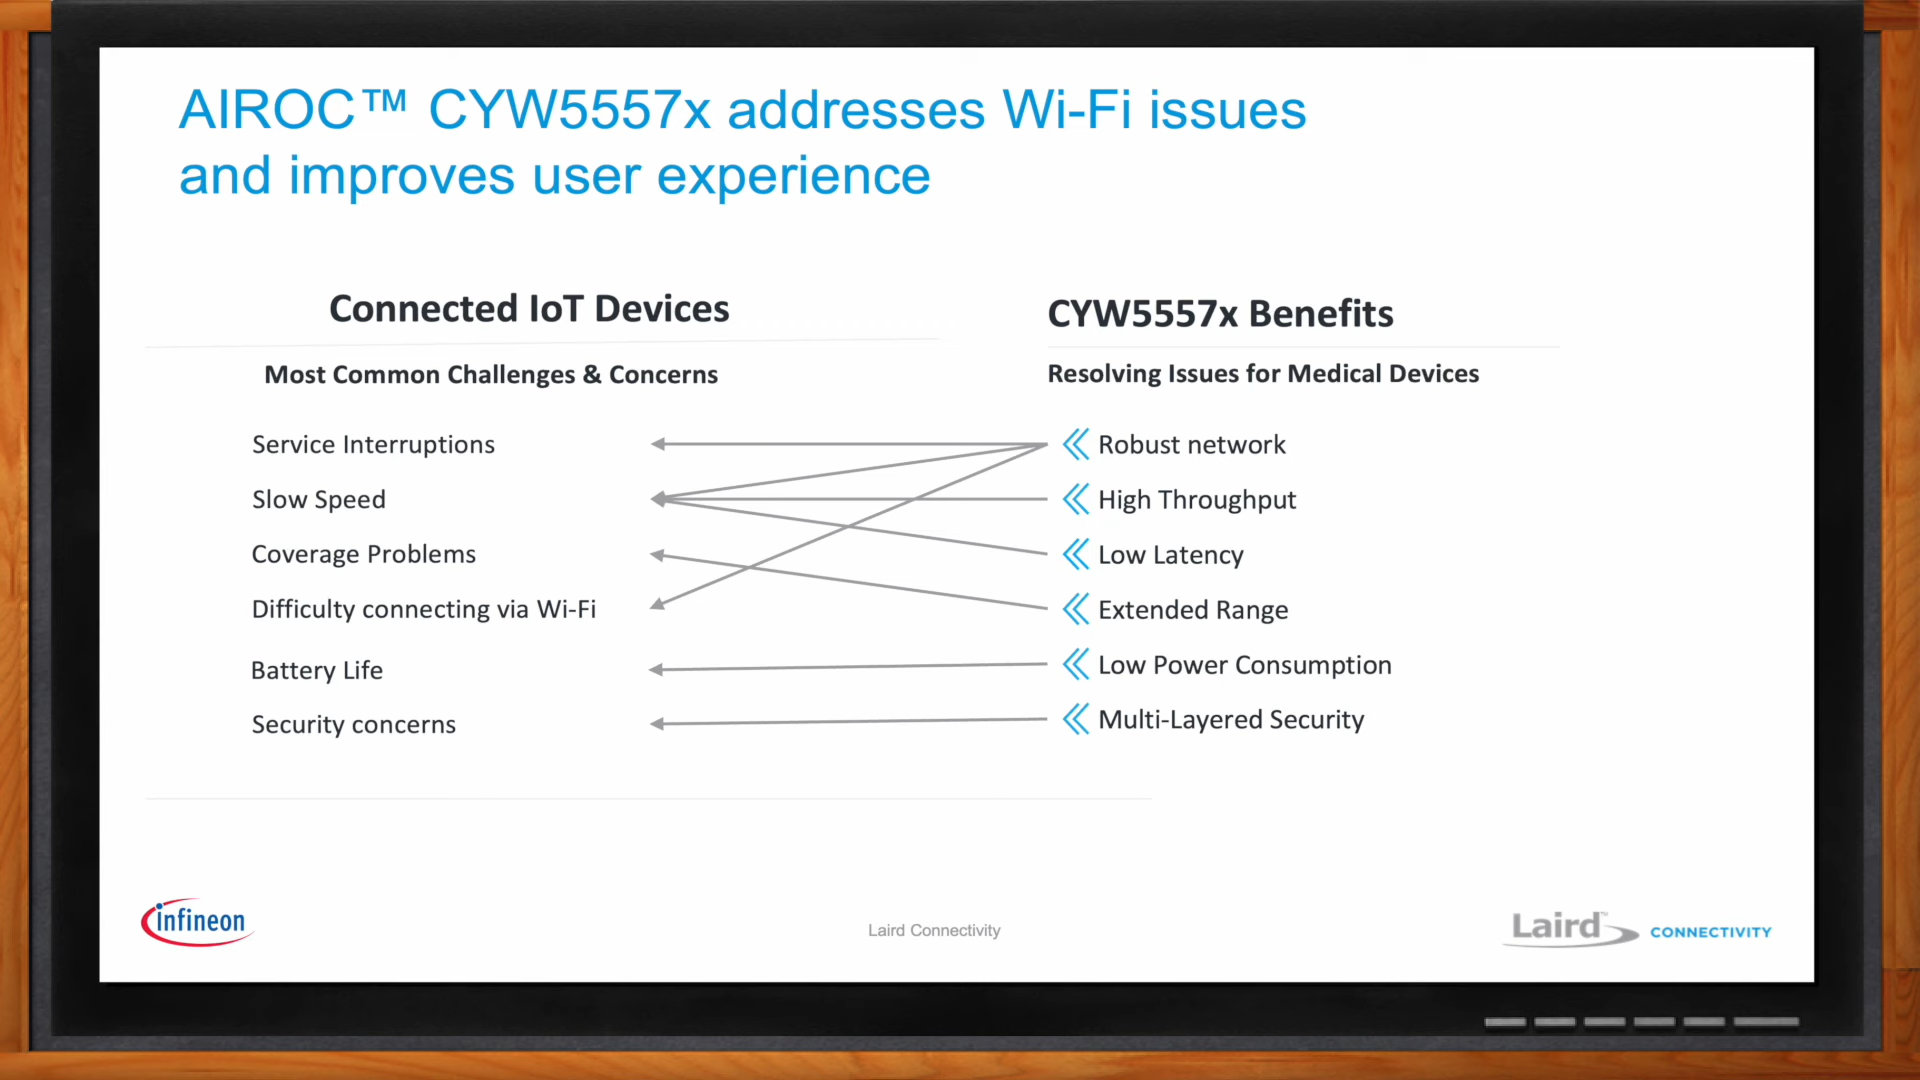 AIROC™ CYW5557x addresses Wi-Fi issues
and improves user experience
Connected IoT Devices
Most Common Challenges & Concerns
Service Interruptions
Slow Speed
Coverage Problems
Difficulty connecting via Wi-Fi
Battery Life
Security concerns
CYW5557x Benefits
Resolving Issues for Medical Devices
Robust network
High Throughput
Low Latency
Extended Range
Low Power Consumption
Multi-Layered Security
infineon
Laird Connectivity
Laird™ CONNECTIVITY